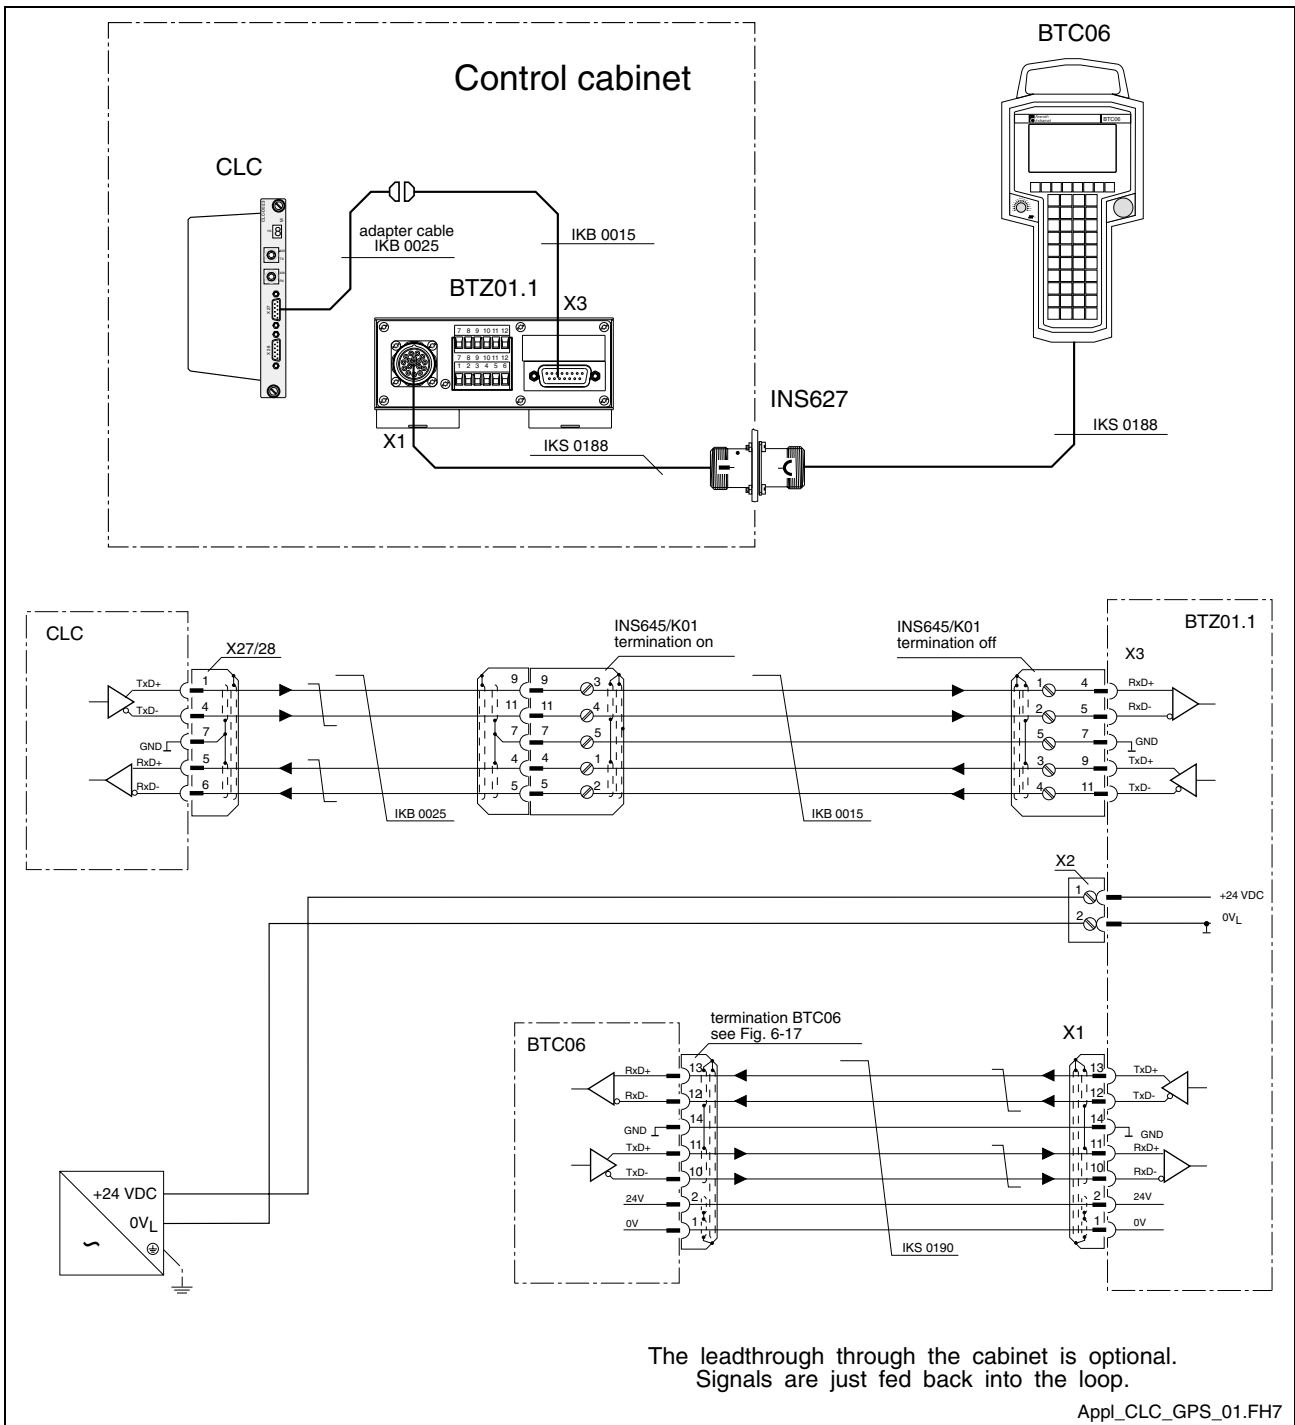 BTC06
Control cabinet
BTC06
CLC
adapter cable
IKB 0025
IKB 0015
BTZ01.1
X3
7 8 9 10 11 12
7 8 9 10 11 12
1 2 3 4 5 6
X27
X28
INS627
X1
IKS 0188
IKS 0188
CLC
X27/28
INS645/K01
termination on
INS645/K01
termination off
BTZ01.1
X3
TxD+ 1 9 9 3 1 4 RxD+
TxD- 4 11 11 4 2 5 RxD-
GND 7 7 7 5 5 7 GND
RxD+ 5 4 4 1 3 9 TxD+
RxD- 6 5 5 2 4 11 TxD-
IKB 0025
IKB 0015
X2
1 +24 VDC
2 0VL
termination BTC06
see Fig. 6-17
BTC06
X1
RxD+ 13 13 TxD+
RxD- 12 12 TxD-
GND 14 14 GND
TxD+ 11 11 RxD+
TxD- 10 10 RxD-
24V 2 2 24V
0V 1 1 0V
IKS 0190
+24 VDC
0VL
~
The leadthrough through the cabinet is optional.
Signals are just fed back into the loop.
Appl_CLC_GPS_01.FH7